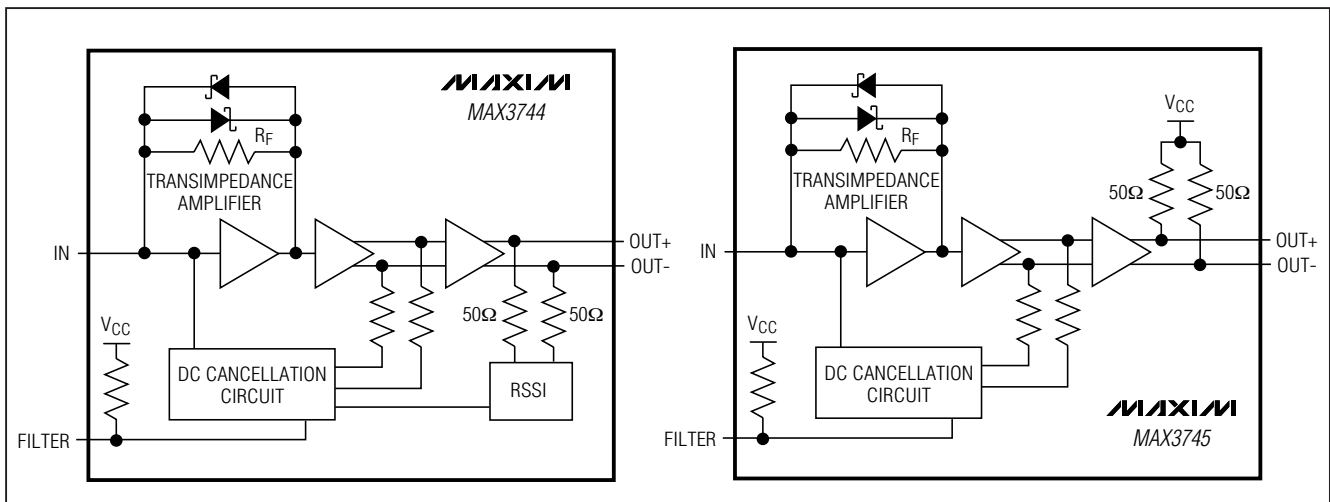 MAXIM
MAX3744
RF
TRANSIMPEDANCE
AMPLIFIER
IN
OUT+
OUT-
50Ω
50Ω
VCC
DC CANCELLATION
CIRCUIT
RSSI
FILTER
VCC
RF
TRANSIMPEDANCE
AMPLIFIER
50Ω
50Ω
IN
OUT+
OUT-
VCC
DC CANCELLATION
CIRCUIT
MAXIM
MAX3745
FILTER